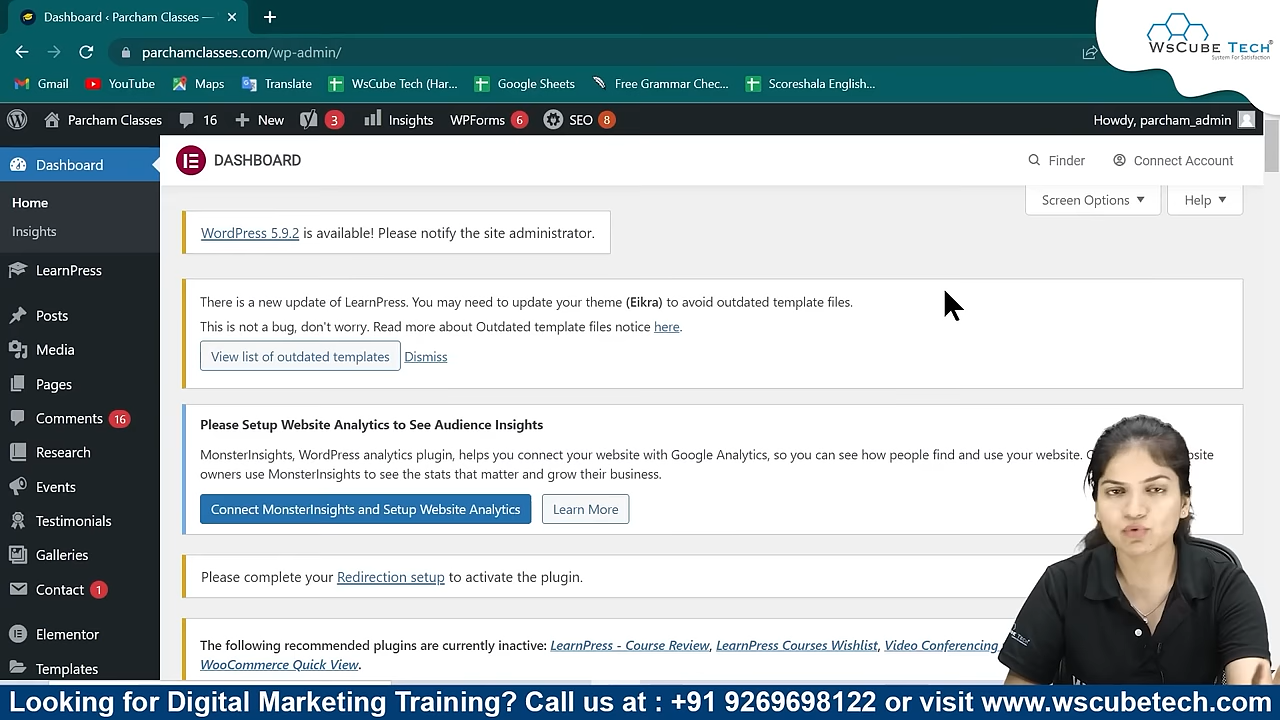 Dashboard ‹ Parcham Classes —
WsCube Tech®
System For Satisfaction
parchamclasses.com/wp-admin/
Gmail YouTube Maps Translate WsCube Tech (Har... Google Sheets Free Grammar Chec... Scoreshala English...
Parcham Classes 16 New 3 Insights WPForms 6 SEO 8 Howdy, parcham_admin
Dashboard
Home
Insights
LearnPress
Posts
Media
Pages
Comments 16
Research
Events
Testimonials
Galleries
Contact 1
Elementor
Templates
DASHBOARD Finder Connect Account
Screen Options Help
WordPress 5.9.2 is available! Please notify the site administrator.
There is a new update of LearnPress. You may need to update your theme (Eikra) to avoid outdated template files.
This is not a bug, don't worry. Read more about Outdated template files notice here.
View list of outdated templates Dismiss
Please Setup Website Analytics to See Audience Insights
MonsterInsights, WordPress analytics plugin, helps you connect your website with Google Analytics, so you can see how people find and use your website.
owners use MonsterInsights to see the stats that matter and grow their business.
Connect MonsterInsights and Setup Website Analytics Learn More
Please complete your Redirection setup to activate the plugin.
The following recommended plugins are currently inactive: LearnPress - Course Review, LearnPress Courses Wishlist, Video Conferencing
WooCommerce Quick View.
Looking for Digital Marketing Training? Call us at : +91 9269698122 or visit www.wscubetech.com